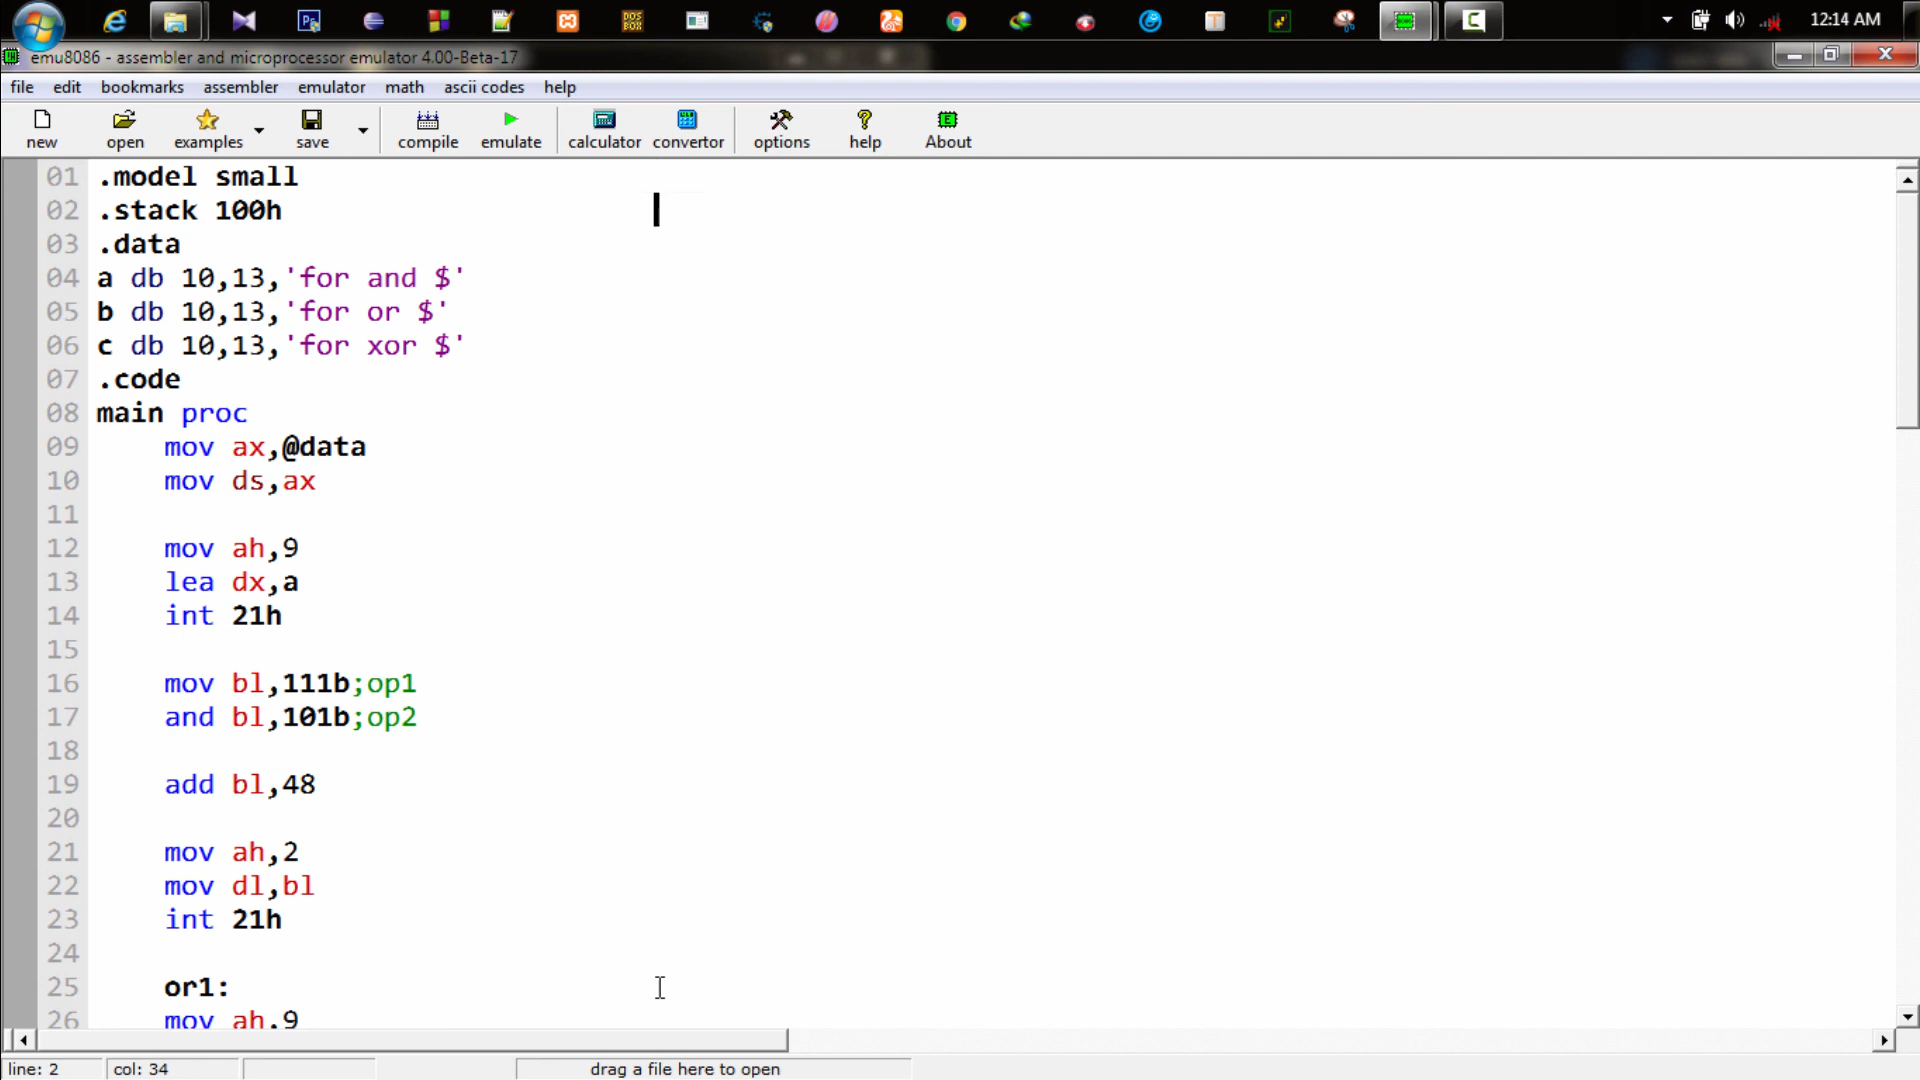 Ps
DOS
BOX
T
C
12:14 AM
emu8086 - assembler and microprocessor emulator 4.00-Beta-17
file edit bookmarks assembler emulator math ascii codes help
new open examples save compile emulate calculator convertor options help About
01 .model small
02 .stack 100h
03 .data
04 a db 10,13,'for and $'
05 b db 10,13,'for or $'
06 c db 10,13,'for xor $'
07 .code
08 main proc
09 mov ax,@data
10 mov ds,ax
11
12 mov ah,9
13 lea dx,a
14 int 21h
15
16 mov bl,111b;op1
17 and bl,101b;op2
18
19 add bl,48
20
21 mov ah,2
22 mov dl,bl
23 int 21h
24
25 or1:
26 mov ah,9
line: 2 col: 34 drag a file here to open